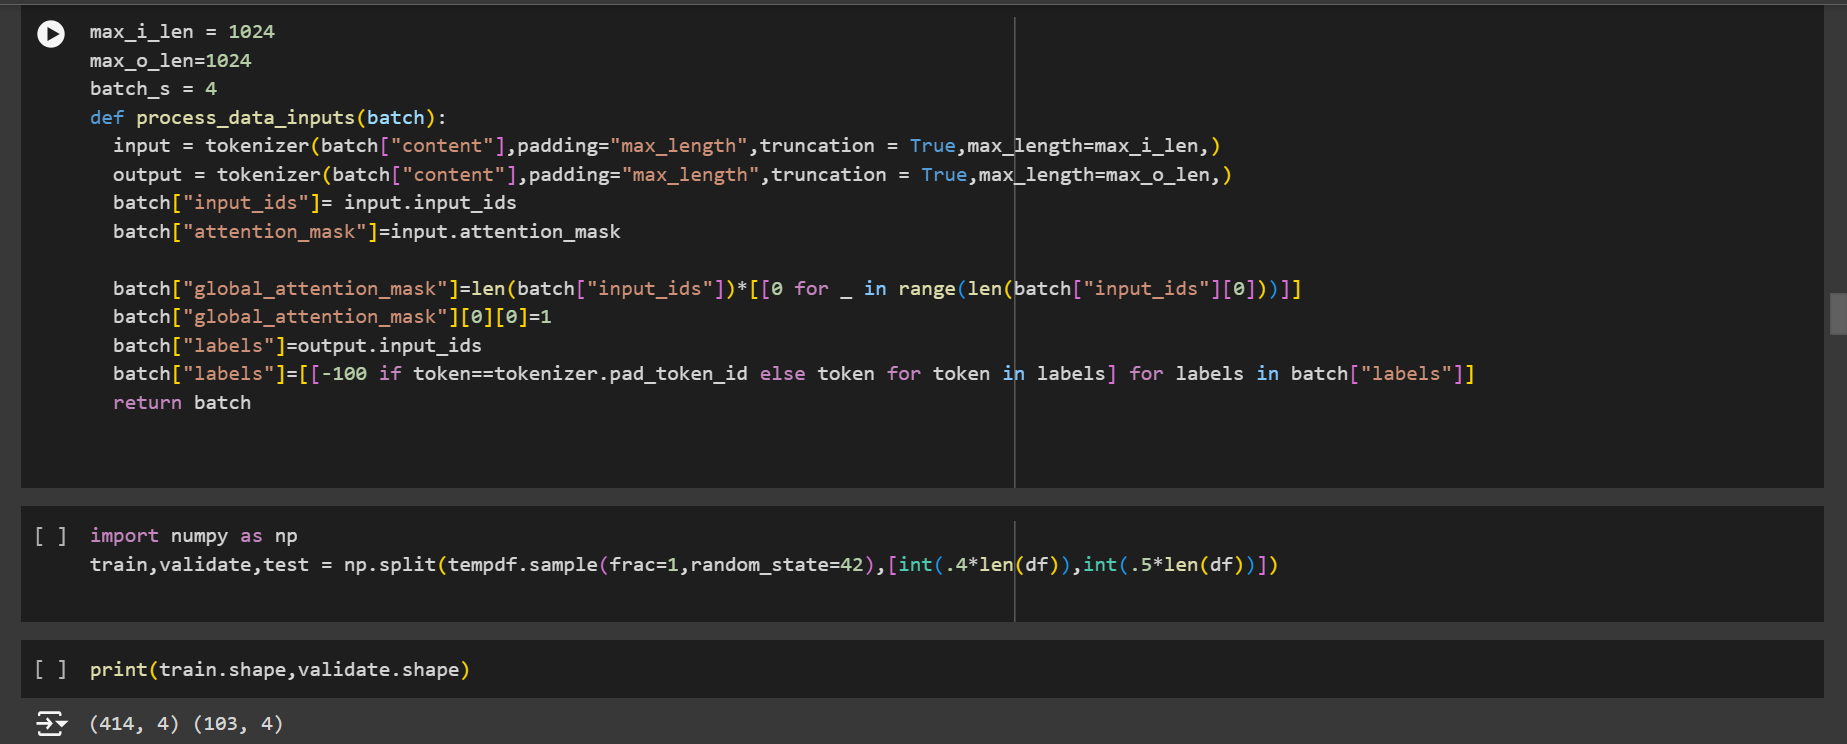 max_i_len = 1024
max_o_len=1024
batch_s = 4
def process_data_inputs(batch):
  input = tokenizer(batch["content"],padding="max_length",truncation = True,max_length=max_i_len,)
  output = tokenizer(batch["content"],padding="max_length",truncation = True,max_length=max_o_len,)
  batch["input_ids"]= input.input_ids
  batch["attention_mask"]=input.attention_mask
  batch["global_attention_mask"]=len(batch["input_ids"])*[[0 for _ in range(len(batch["input_ids"][0]))]]
  batch["global_attention_mask"][0][0]=1
  batch["labels"]=output.input_ids
  batch["labels"]=[[-100 if token==tokenizer.pad_token_id else token for token in labels] for labels in batch["labels"]]
  return batch
[ ] import numpy as np
train,validate,test = np.split(tempdf.sample(frac=1,random_state=42),[int(.4*len(df)),int(.5*len(df))])
[ ] print(train.shape,validate.shape)
(414, 4) (103, 4)